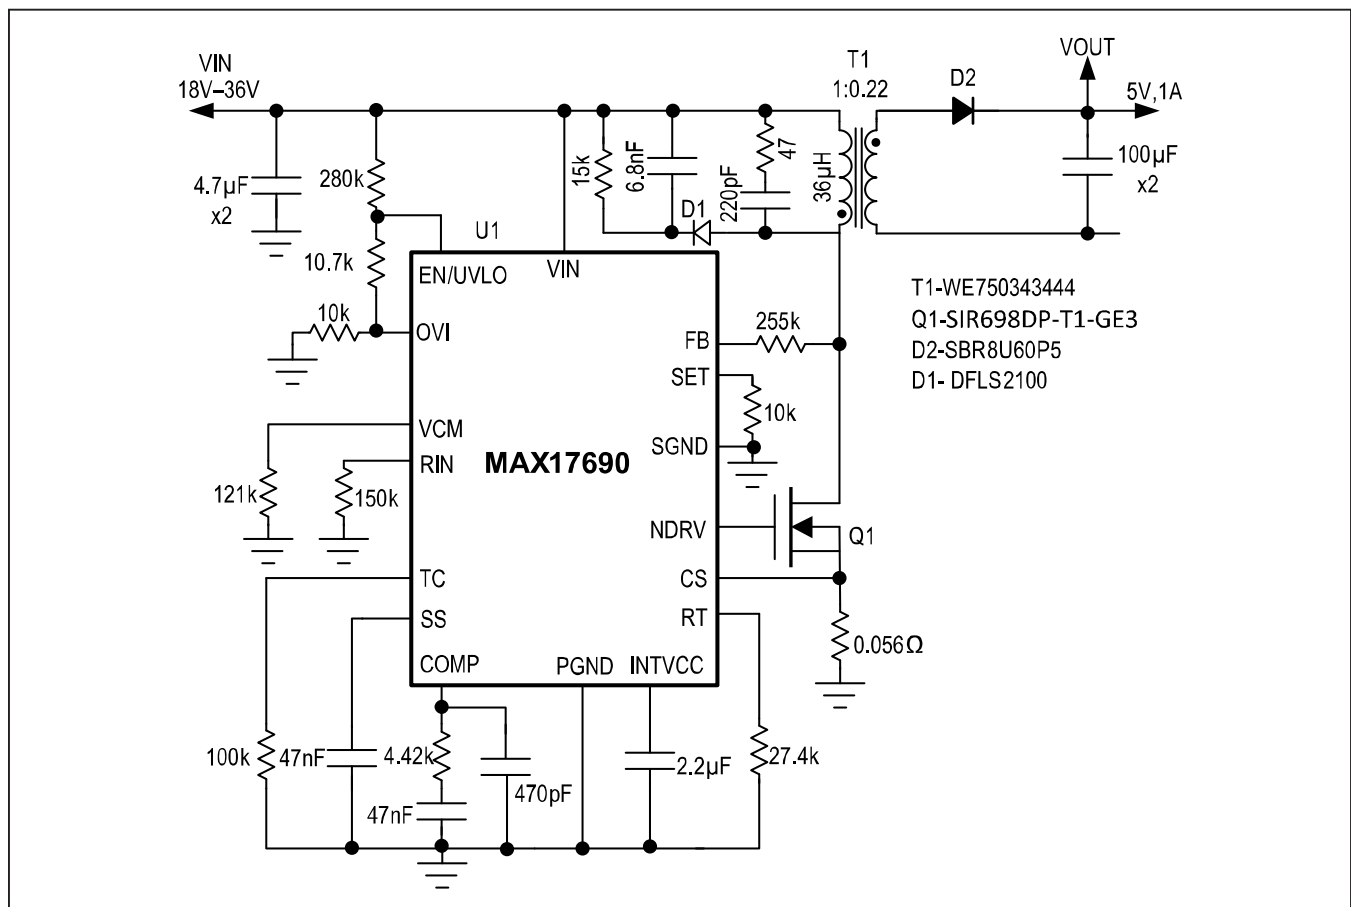 VIN
18V–36V
T1
1:0.22
D2
VOUT
5V,1A
4.7µF
x2
280k
15k
6.8nF
47
220pF
36µH
100µF
x2
D1
U1
10.7k
10k
EN/UVLO
VIN
OVI
FB
255k
SET
10k
SGND
T1-WE750343444
Q1-SIR698DP-T1-GE3
D2-SBR8U60P5
D1- DFLS2100
VCM
RIN
MAX17690
121k
150k
NDRV
Q1
TC
CS
SS
RT
0.056Ω
COMP
PGND
INTVCC
100k
47nF
4.42k
470pF
47nF
2.2µF
27.4k